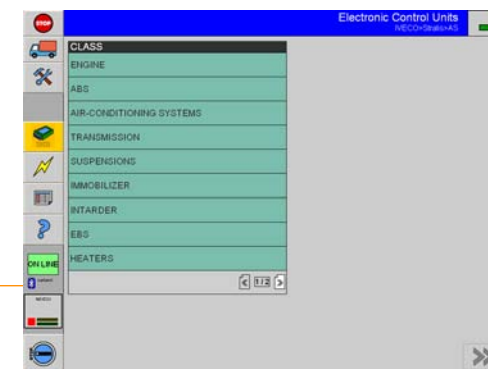 STOP
Electronic Control Units
IVECO>Stralis>AS
CLASS
ENGINE
ABS
AIR-CONDITIONING SYSTEMS
TRANSMISSION
SUSPENSIONS
IMMOBILIZER
INTARDER
EBS
HEATERS
1/2
ON LINE